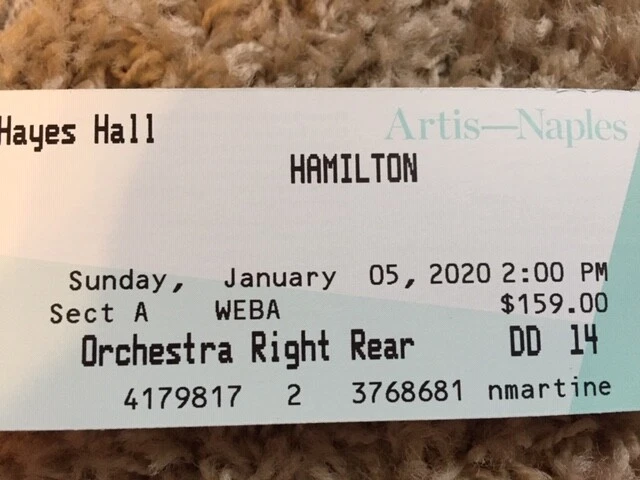 Hayes Hall
Artis—Naples
HAMILTON
Sunday, January 05, 2020 2:00 PM
Sect A WEBA $159.00
Orchestra Right Rear DD 14
4179817 2 3768681 nmartine